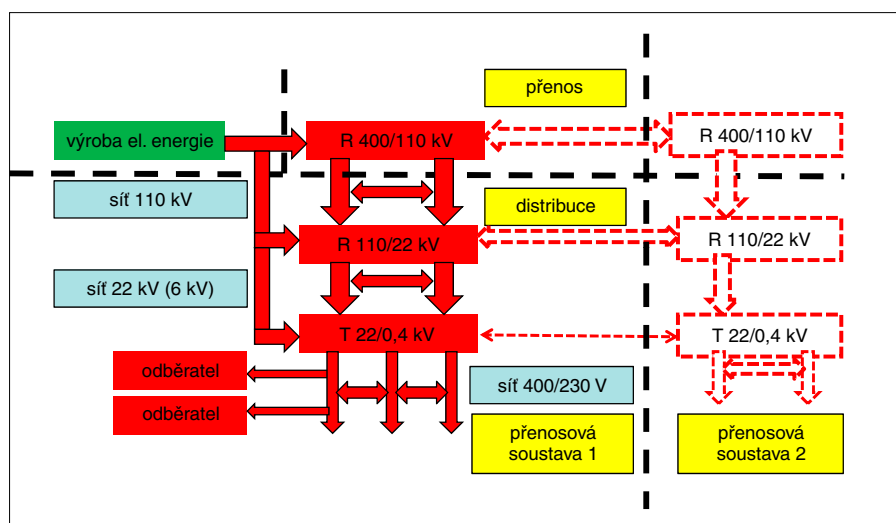 přenos
výroba el. energie
R 400/110 kV
R 400/110 kV
síť 110 kV
distribuce
R 110/22 kV
R 110/22 kV
síť 22 kV (6 kV)
T 22/0,4 kV
T 22/0,4 kV
odběratel
síť 400/230 V
odběratel
přenosová
soustava 1
přenosová
soustava 2